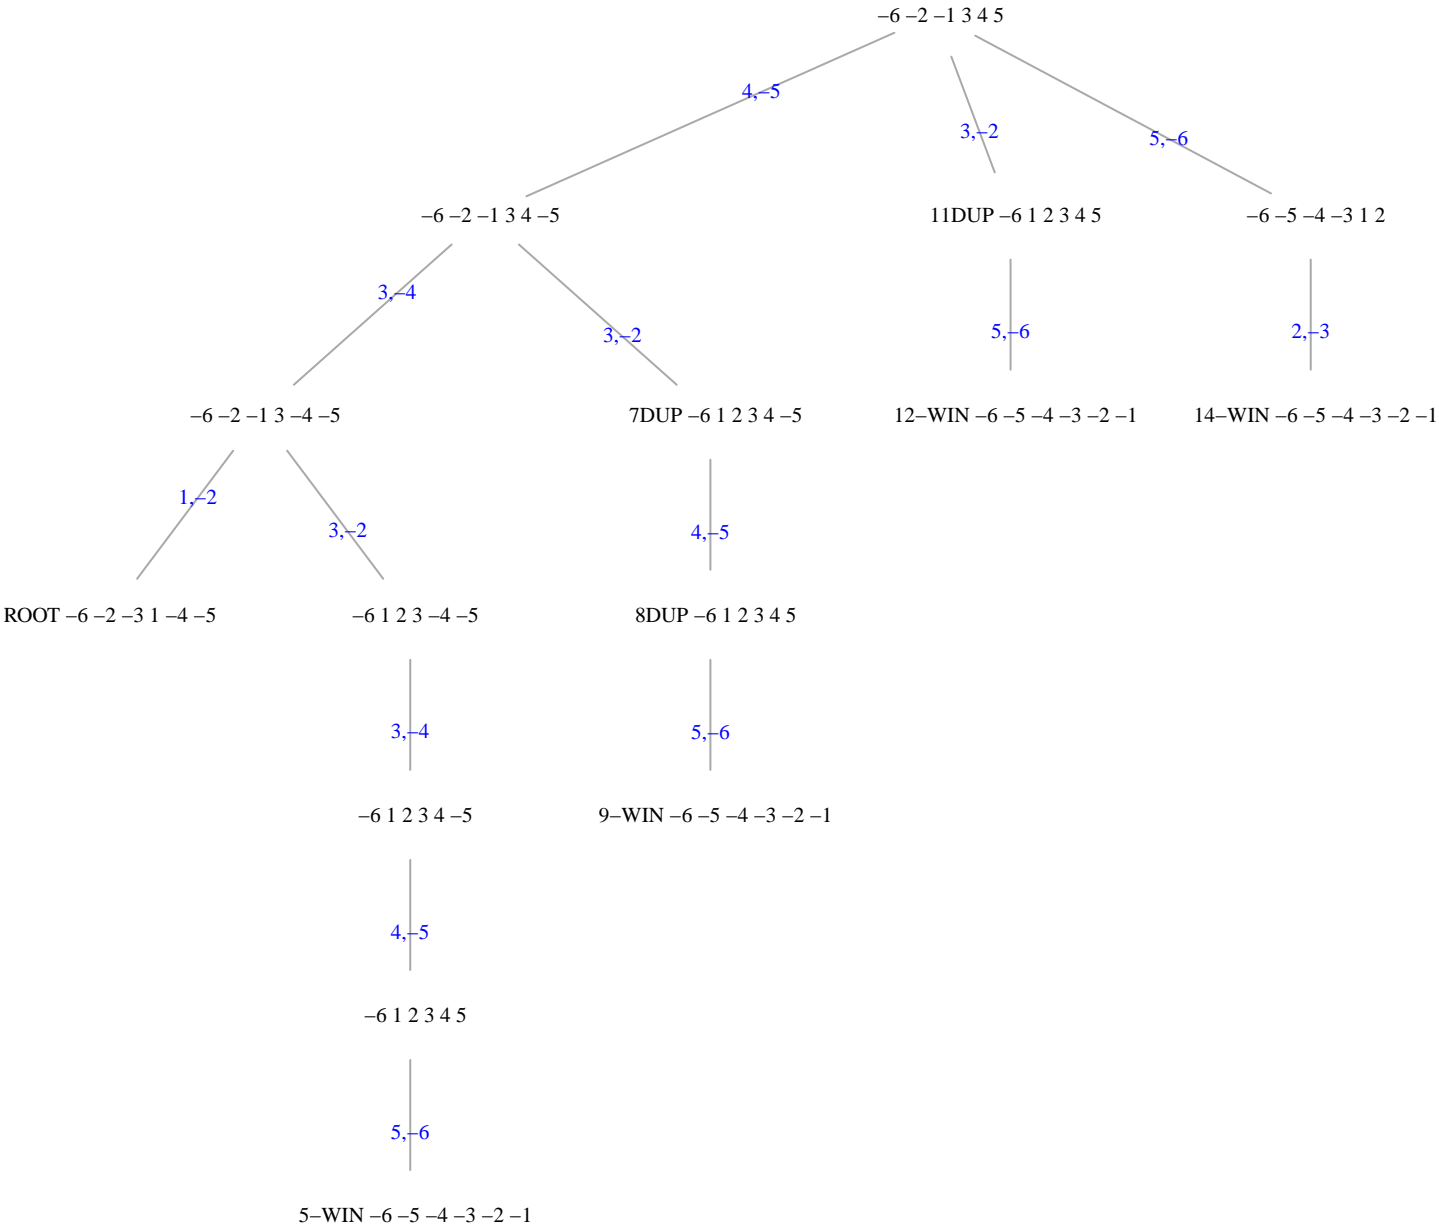 –6 –2 –1 3 4 5
4,–5
3,–2
5,–6
–6 –2 –1 3 4 –5
11DUP –6 1 2 3 4 5
–6 –5 –4 –3 1 2
3,–4
3,–2
5,–6
2,–3
–6 –2 –1 3 –4 –5
7DUP –6 1 2 3 4 –5
12–WIN –6 –5 –4 –3 –2 –1
14–WIN –6 –5 –4 –3 –2 –1
1,–2
3,–2
4,–5
ROOT –6 –2 –3 1 –4 –5
–6 1 2 3 –4 –5
8DUP –6 1 2 3 4 5
3,–4
5,–6
–6 1 2 3 4 –5
9–WIN –6 –5 –4 –3 –2 –1
4,–5
–6 1 2 3 4 5
5,–6
5–WIN –6 –5 –4 –3 –2 –1